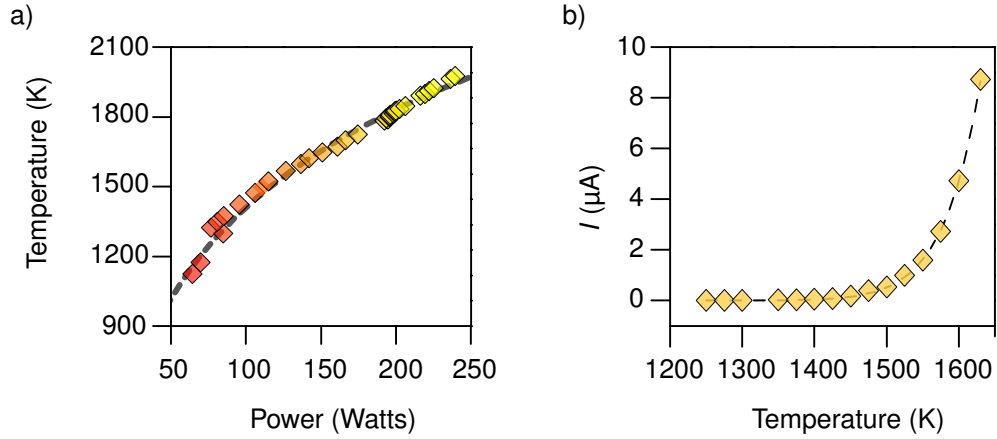 a)
2100
1800
1500
1200
900
Temperature (K)
50 100 150 200 250
Power (Watts)
b)
10
8
6
4
2
0
I (µA)
1200 1300 1400 1500 1600
Temperature (K)